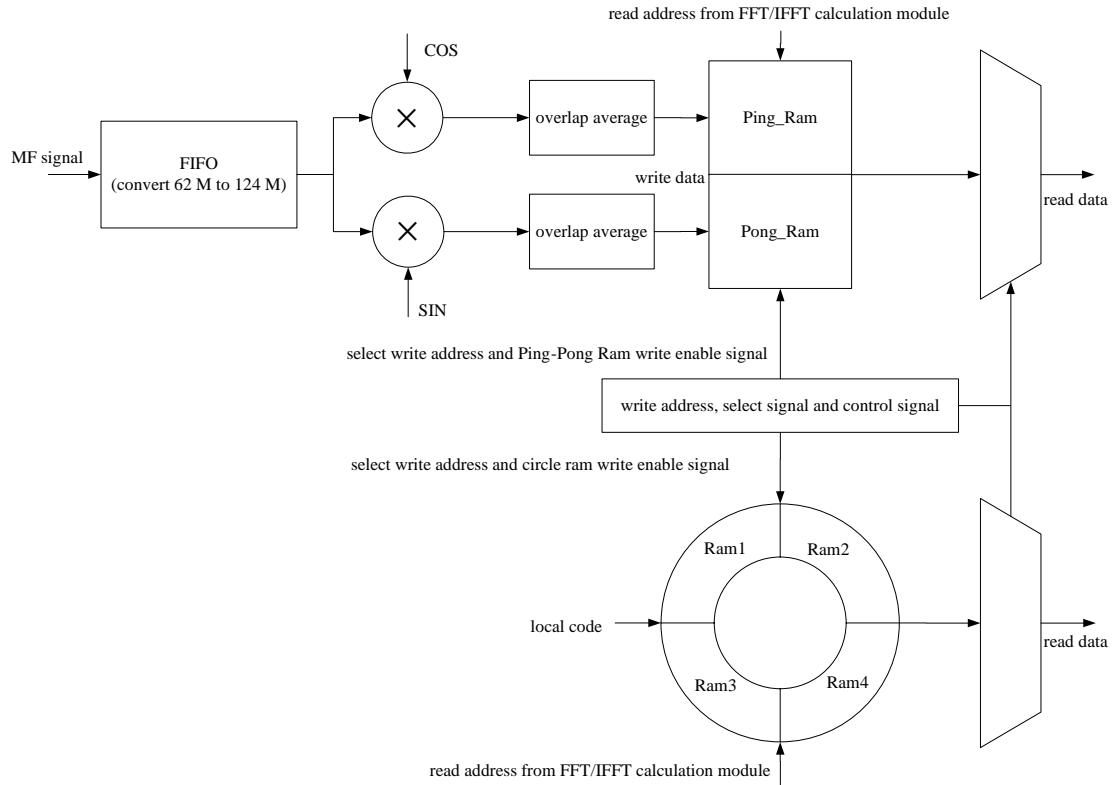 read address from FFT/IFFT calculation module
COS
overlap average
Ping_Ram
MF signal
FIFO
(convert 62 M to 124 M)
write data
read data
overlap average
Pong_Ram
SIN
select write address and Ping-Pong Ram write enable signal
write address, select signal and control signal
select write address and circle ram write enable signal
Ram1
Ram2
local code
read data
Ram3
Ram4
read address from FFT/IFFT calculation module